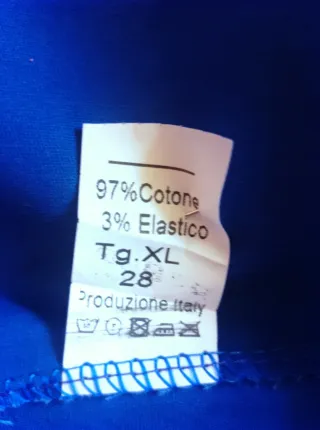 97%Cotone
3% Elastico
Tg.XL
28
Produzione Italy